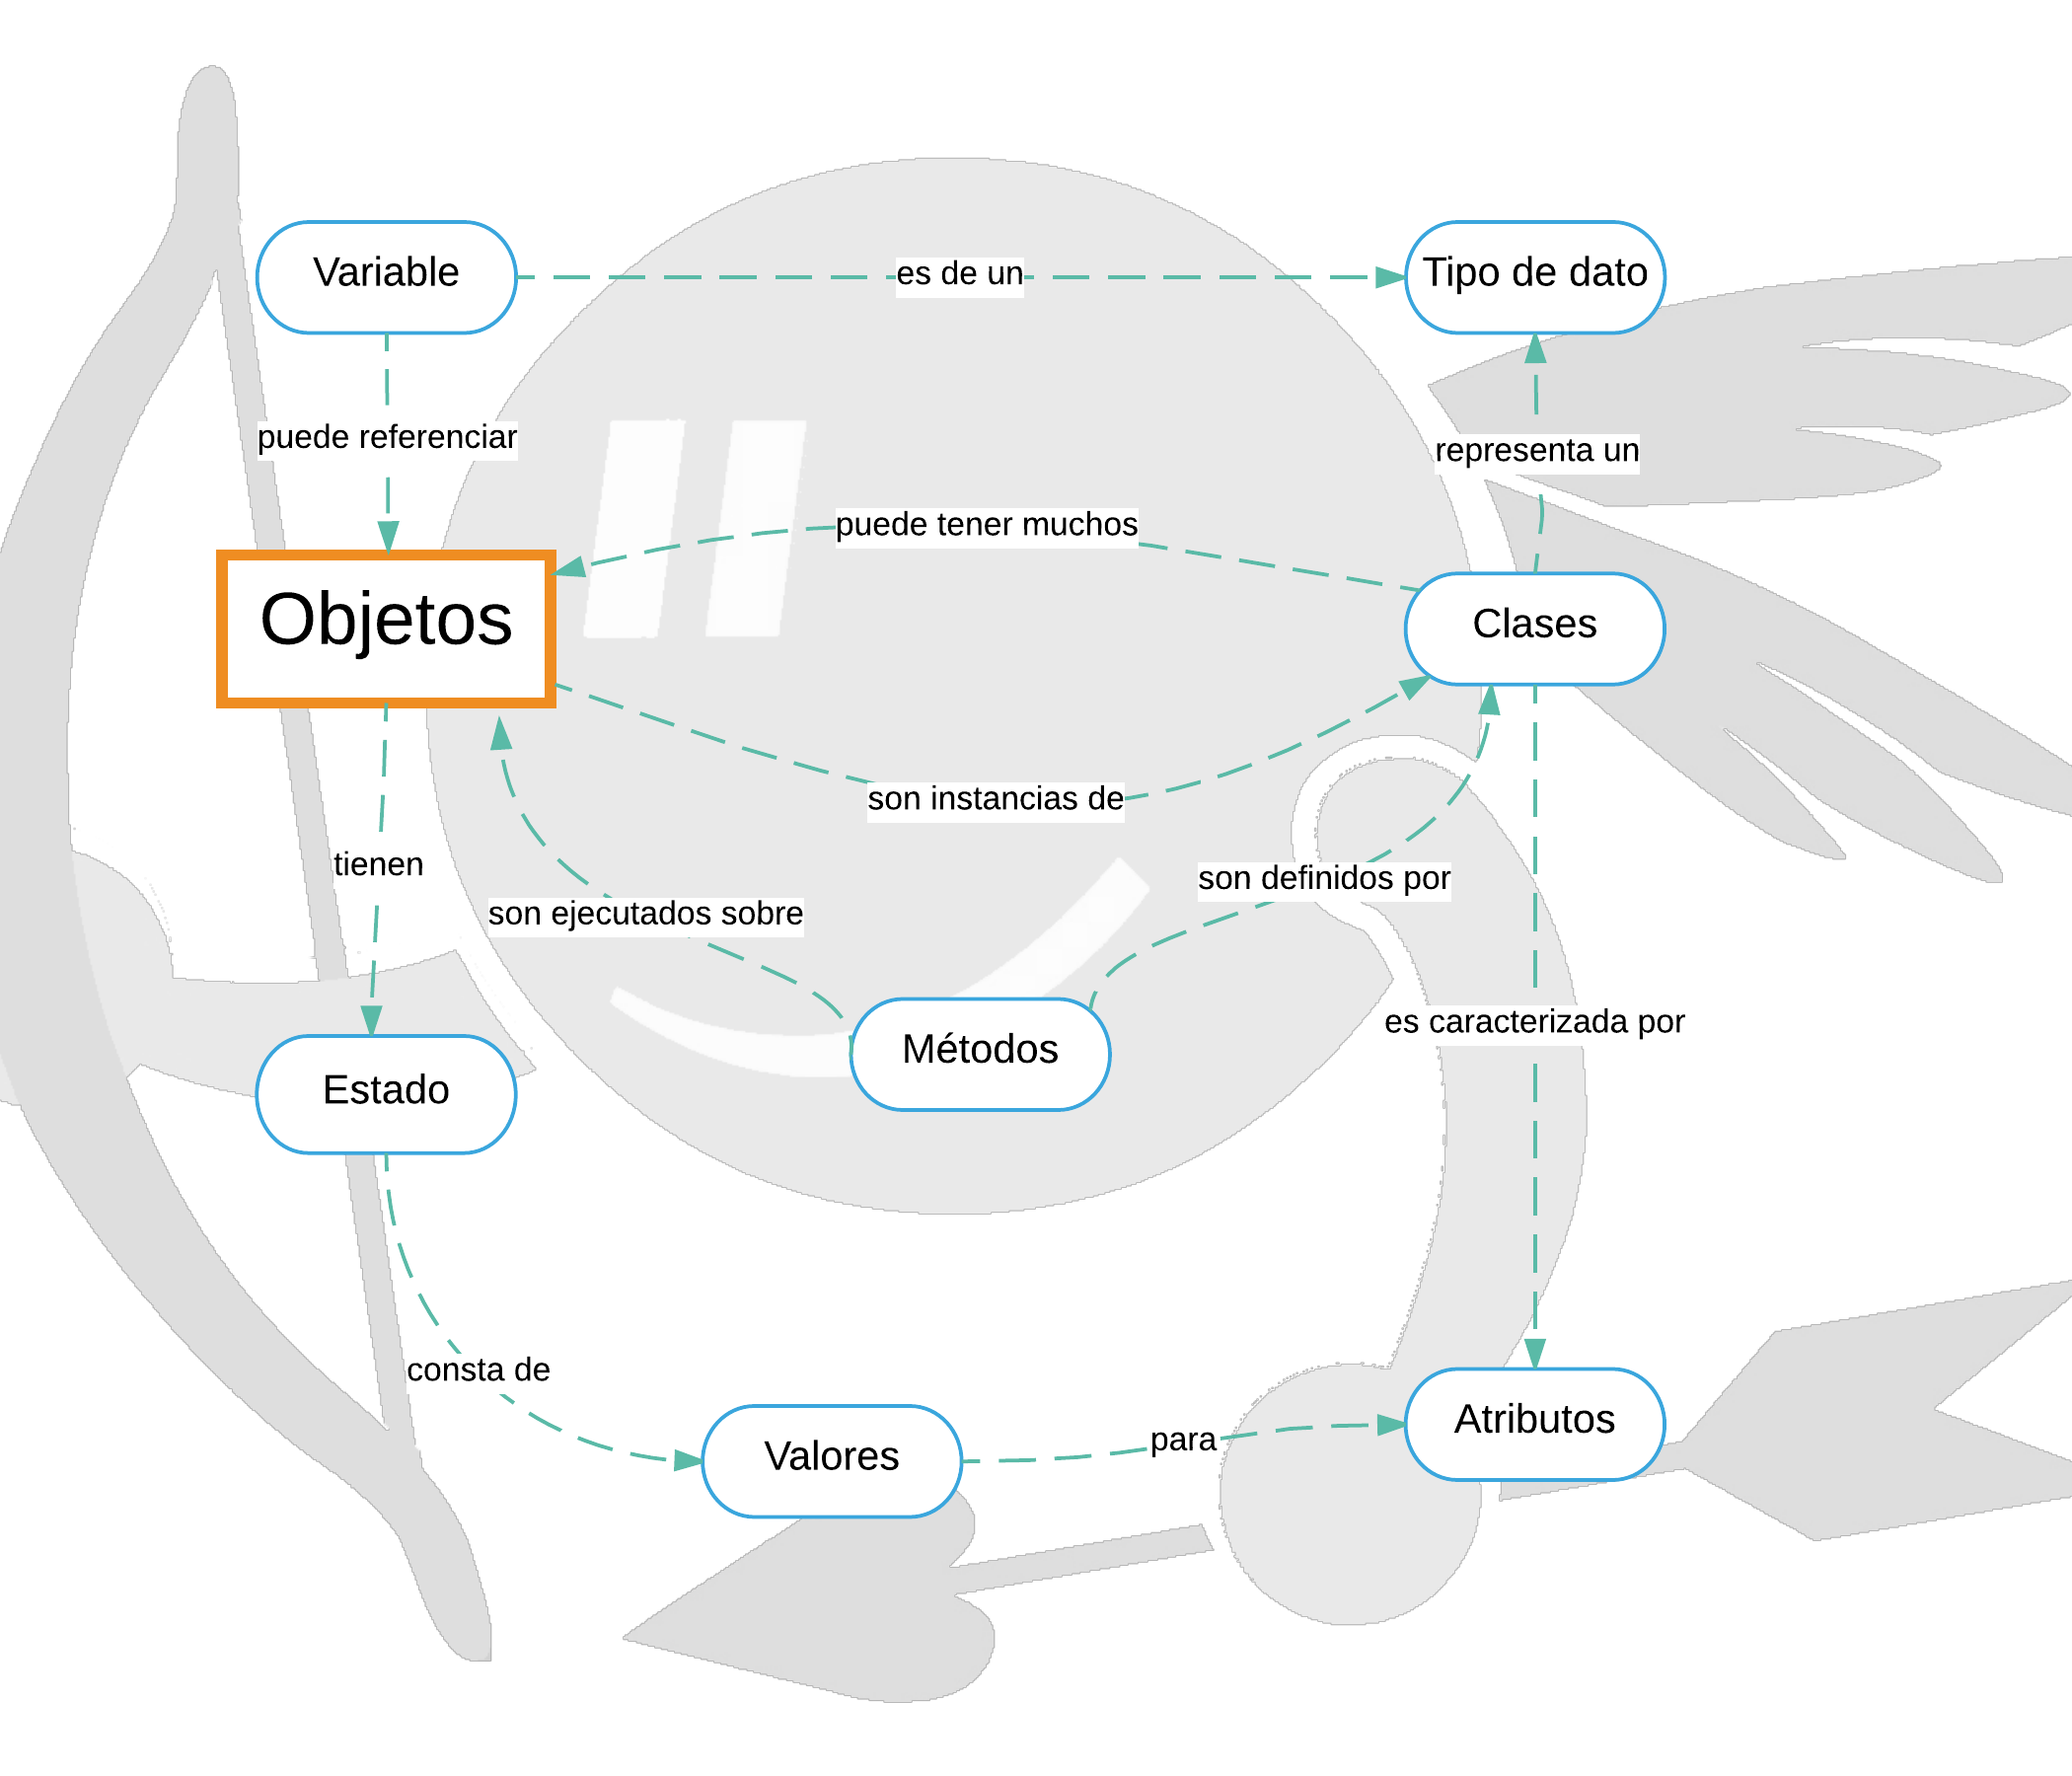 Variable
es de un
Tipo de dato
puede referenciar
representa un
puede tener muchos
Objetos
Clases
son instancias de
tienen
son definidos por
son ejecutados sobre
es caracterizada por
Métodos
Estado
consta de
Valores
para
Atributos